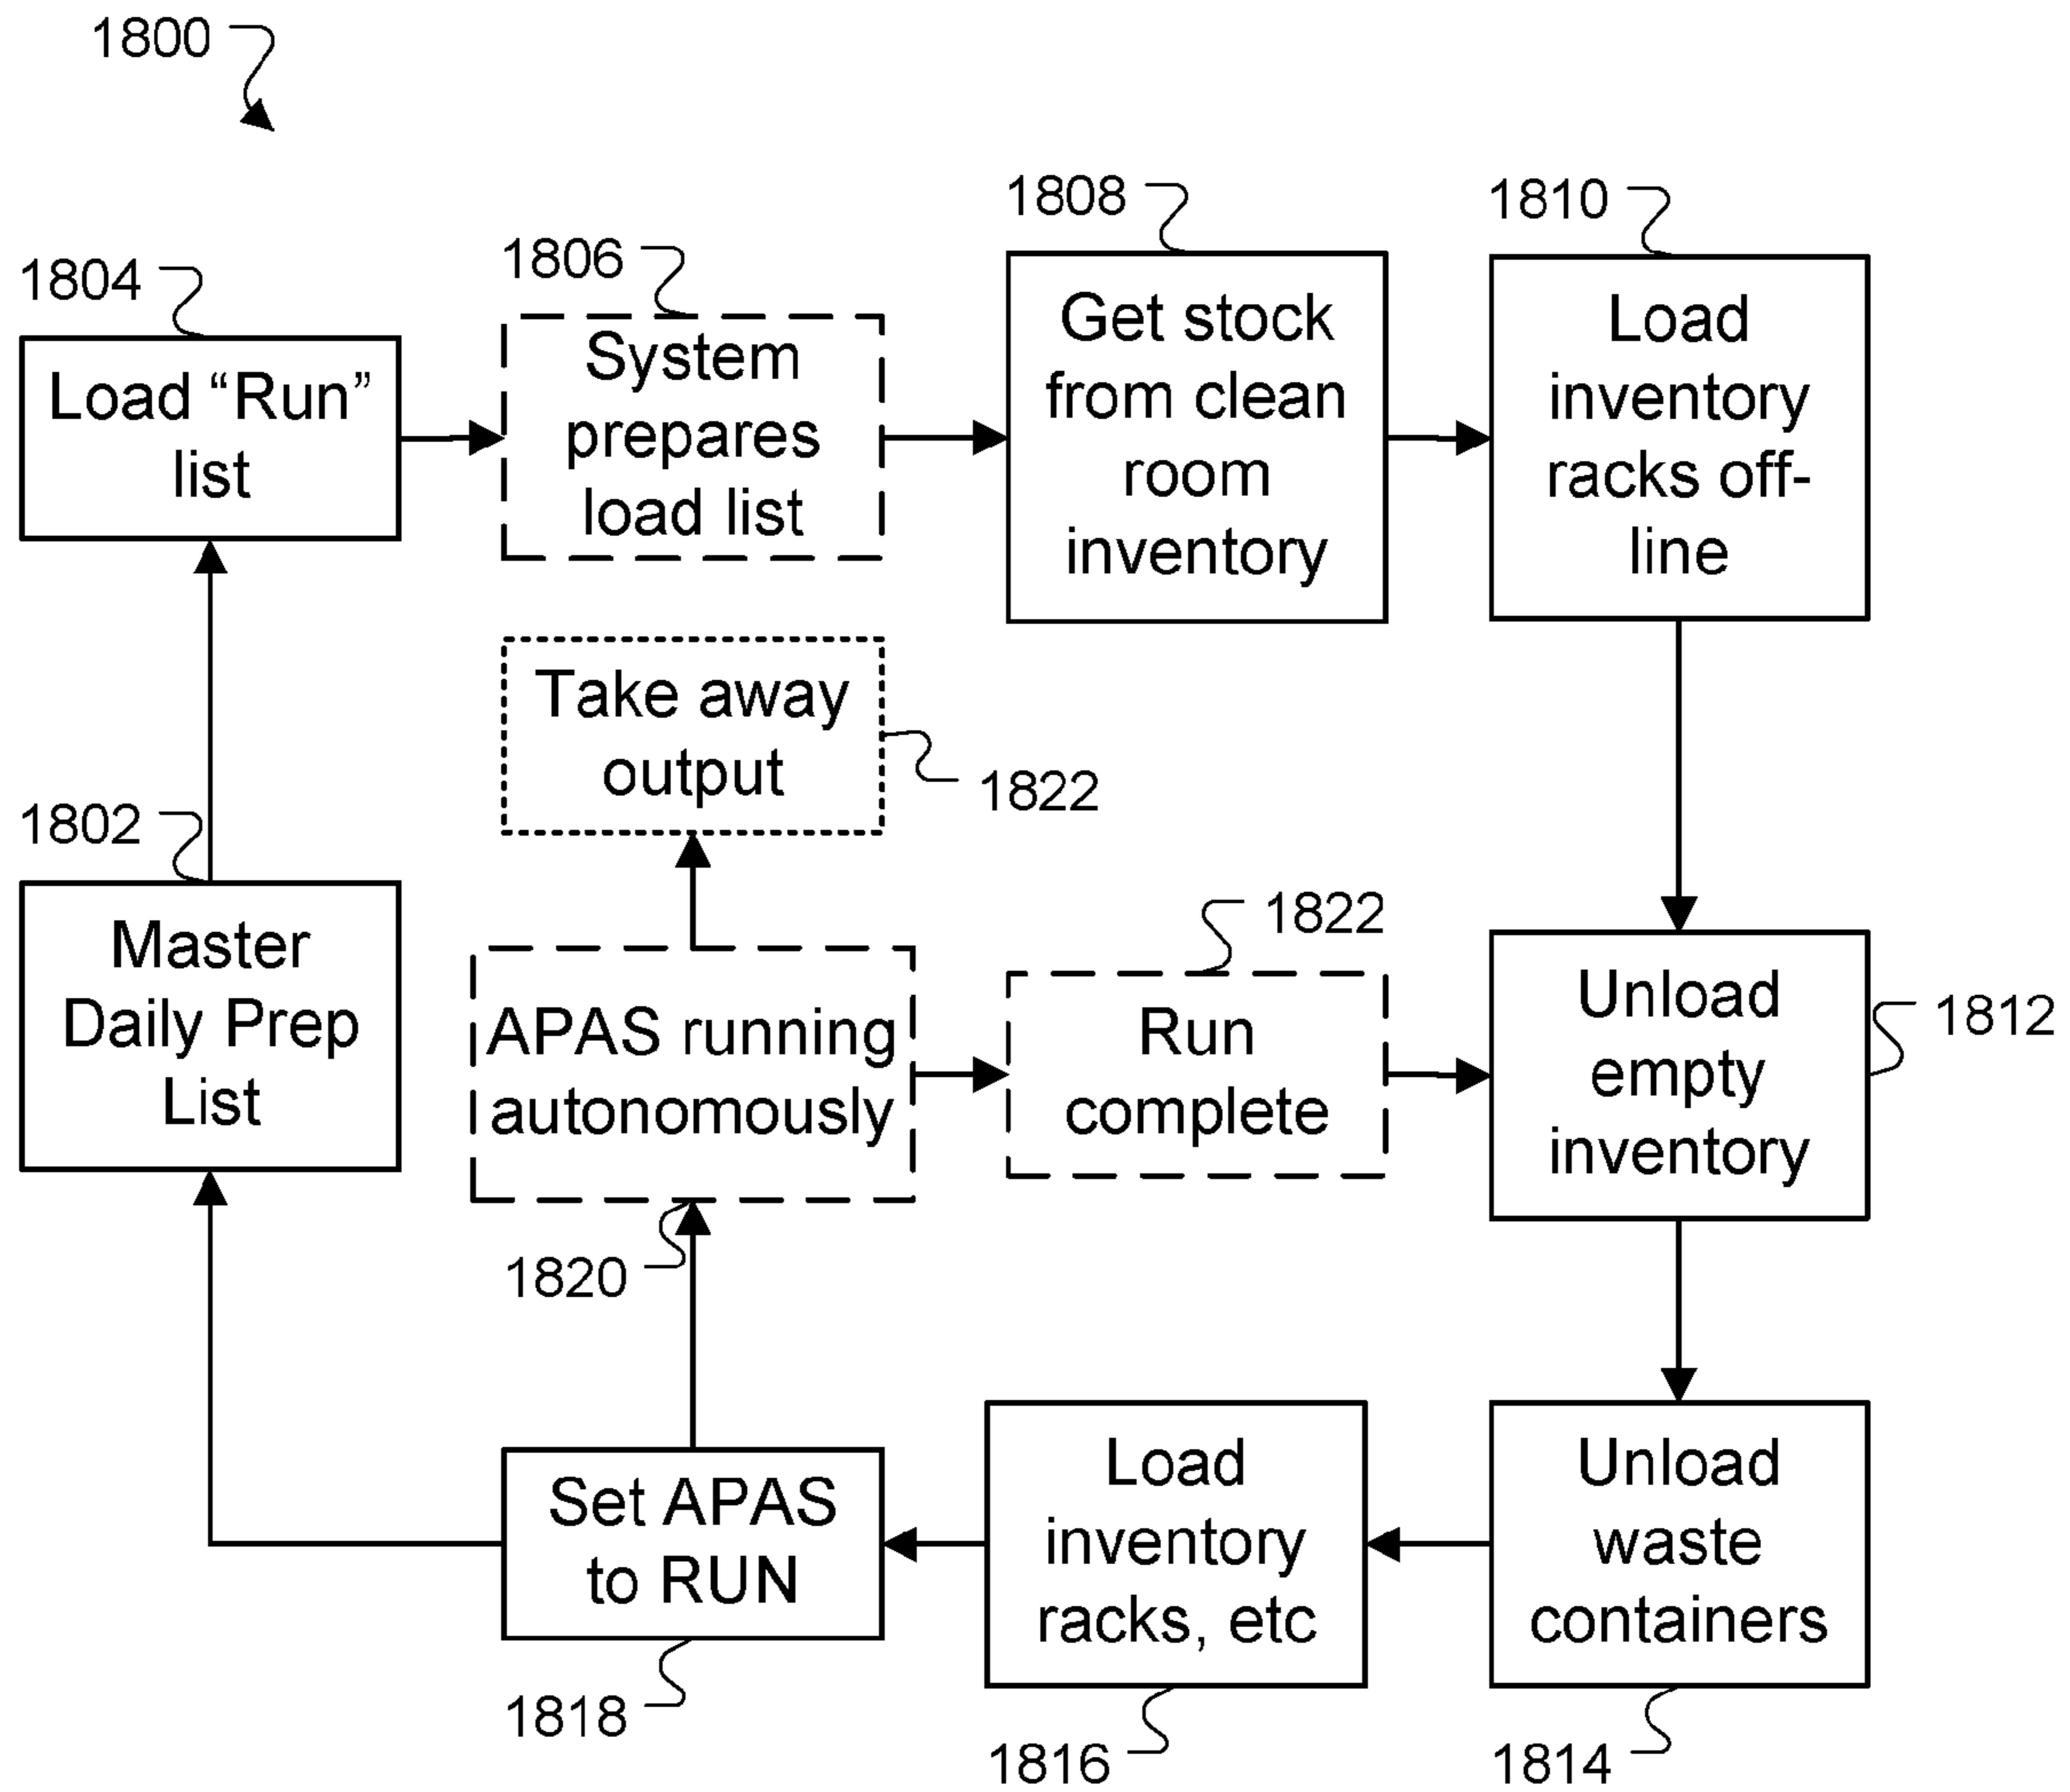 1800
1804
Load “Run”
list
1806
System
prepares
load list
1808
Get stock
from clean
room
inventory
1810
Load
inventory
racks off-
line
Take away
output
1822
1802
Master
Daily Prep
List
APAS running
autonomously
1820
1822
Run
complete
Unload
empty
inventory
1812
Set APAS
to RUN
1818
Load
inventory
racks, etc
1816
Unload
waste
containers
1814